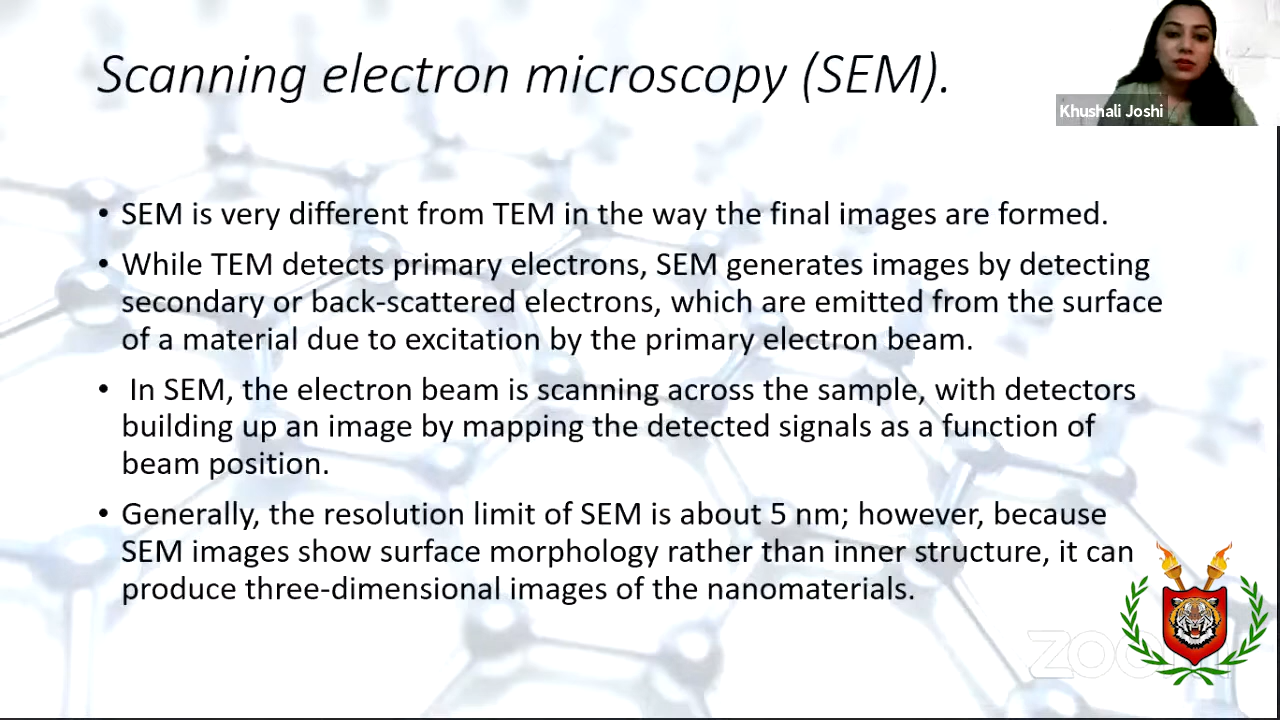 Scanning electron microscopy (SEM).
Khushali Joshi
• SEM is very different from TEM in the way the final images are formed.
• While TEM detects primary electrons, SEM generates images by detecting
secondary or back-scattered electrons, which are emitted from the surface
of a material due to excitation by the primary electron beam.
• In SEM, the electron beam is scanning across the sample, with detectors
building up an image by mapping the detected signals as a function of
beam position.
• Generally, the resolution limit of SEM is about 5 nm; however, because
SEM images show surface morphology rather than inner structure, it can
produce three-dimensional images of the nanomaterials.
zoom